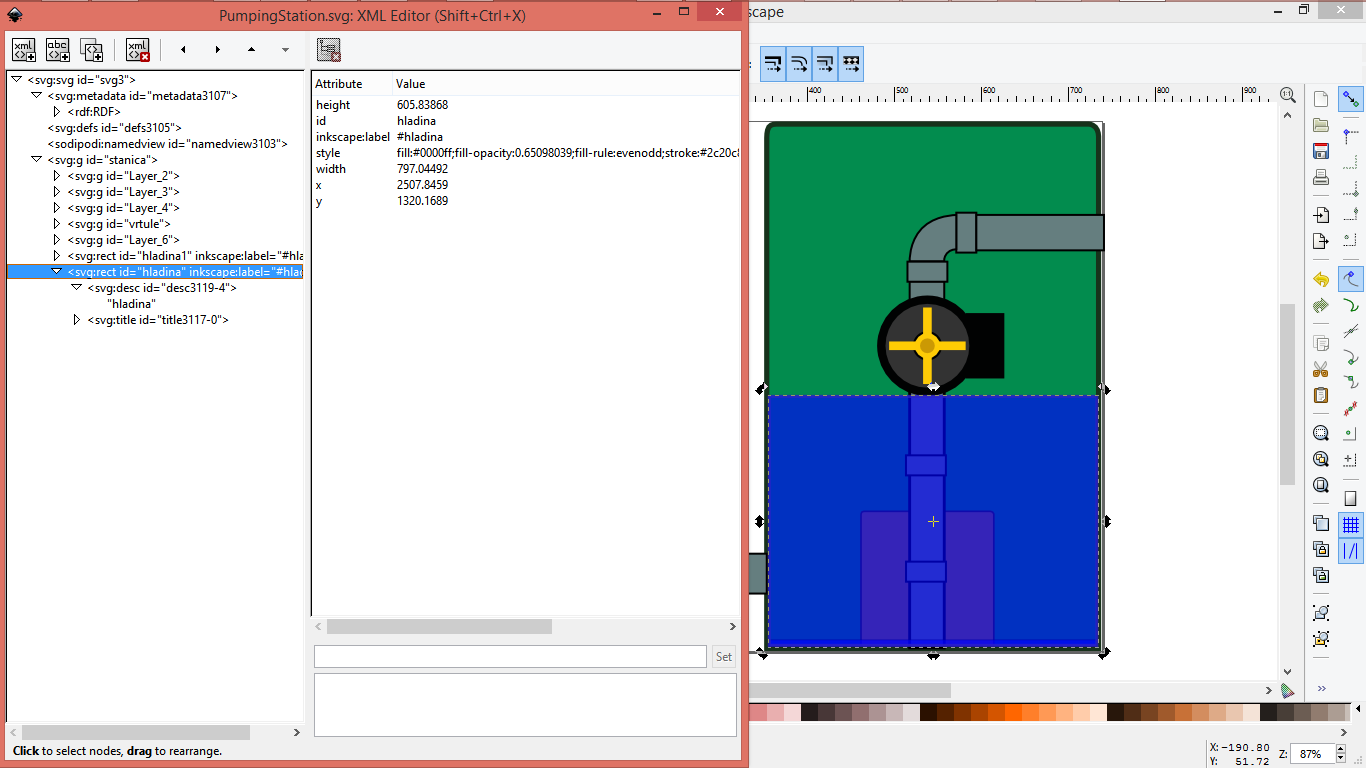 PumpingStation.svg: XML Editor (Shift+Ctrl+X)
scape
<svg:svg id="svg3">
<svg:metadata id="metadata3107">
<rdf:RDF>
<svg:defs id="defs3105">
<sodipodi:namedview id="namedview3103">
<svg:g id="stanica">
<svg:g id="Layer_2">
<svg:g id="Layer_3">
<svg:g id="Layer_4">
<svg:g id="vrtule">
<svg:g id="Layer_6">
<svg:rect id="hladina1" inkscape:label="#hla
<svg:rect id="hladina" inkscape:label="#hla
<svg:desc id="desc3119-4">
"hladina"
<svg:title id="title3117-0">
Attribute Value
height 605.83868
id hladina
inkscape:label #hladina
style fill:#0000ff;fill-opacity:0.65098039;fill-rule:evenodd;stroke:#2c20c8
width 797.04492
x 2507.8459
y 1320.1689
Set
Click to select nodes, drag to rearrange.
400 500 600 700 800 900
1:1
X: -190.80
Y: 51.72
Z: 87%